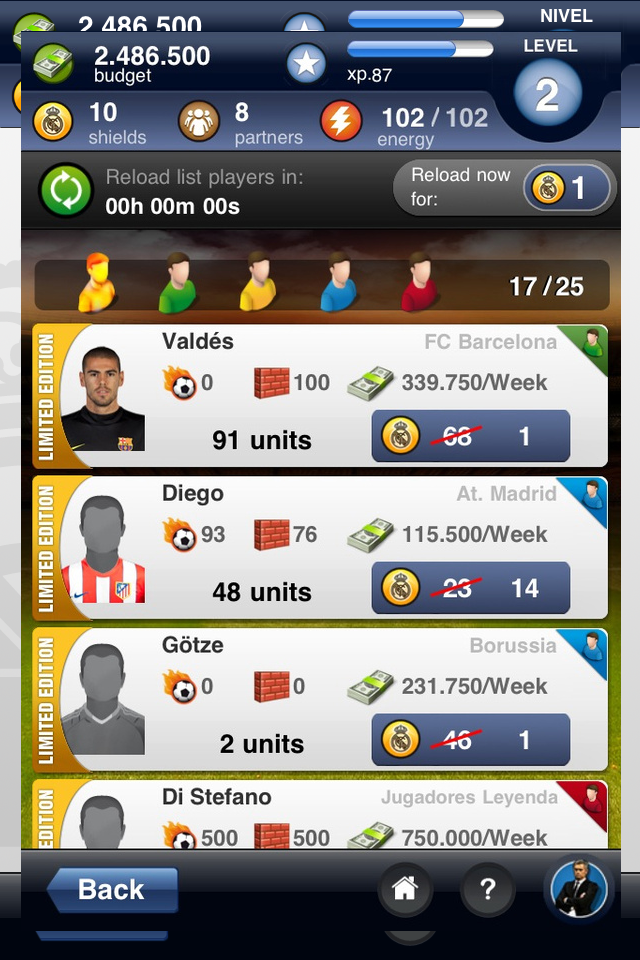 2.486.500
NIVEL
2.486.500
budget
xp.87
LEVEL
2
10
shields
8
partners
102 / 102
energy
Reload list players in:
00h 00m 00s
Reload now
for:
1
17 / 25
LIMITED EDITION
Valdés
FC Barcelona
0
100
339.750/Week
91 units
68
1
LIMITED EDITION
Diego
At. Madrid
93
76
115.500/Week
48 units
23
14
LIMITED EDITION
Götze
Borussia
0
0
231.750/Week
2 units
46
1
EDITION
Di Stefano
Jugadores Leyenda
500
500
750.000/Week
Back
?